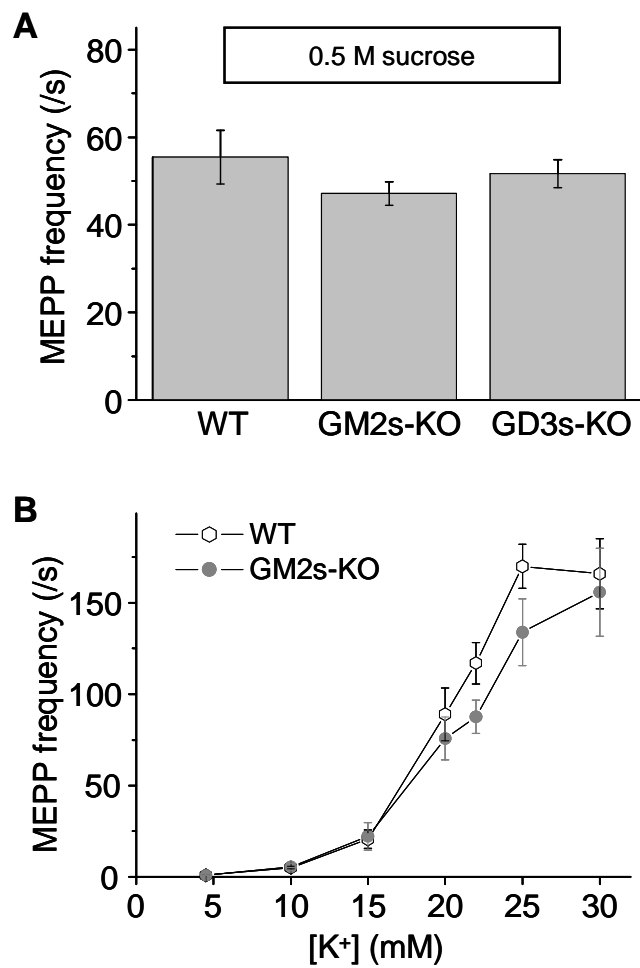 A
0.5 M sucrose
MEPP frequency (/s)
80
60
40
20
0
WT
GM2s-KO
GD3s-KO
B
WT
GM2s-KO
MEPP frequency (/s)
150
100
50
0
0 5 10 15 20 25 30
[K⁺] (mM)